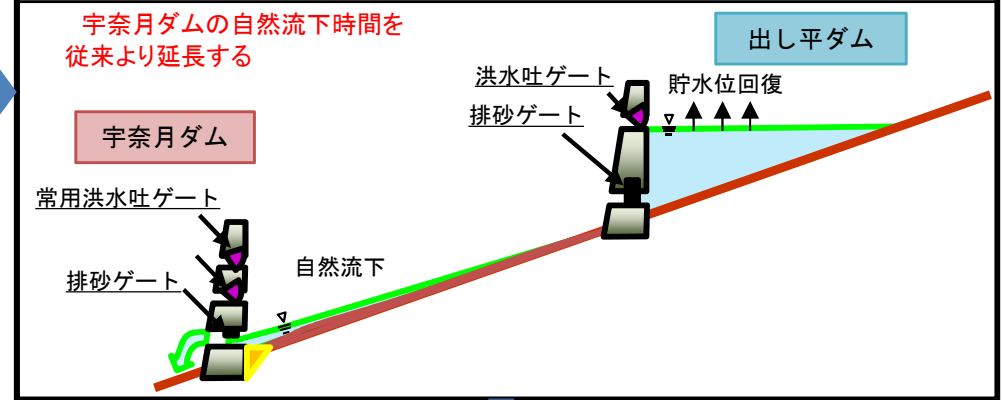 宇奈月ダムの自然流下時間を
従来より延長する
出し平ダム
洪水吐ゲート
貯水位回復
排砂ゲート
宇奈月ダム
常用洪水吐ゲート
自然流下
排砂ゲート